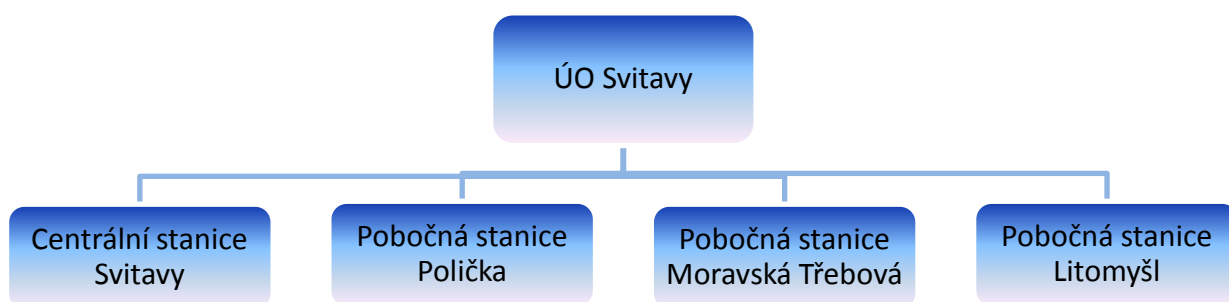 ÚO Svitavy
Centrální stanice
Svitavy
Pobočná stanice
Polička
Pobočná stanice
Moravská Třebová
Pobočná stanice
Litomyšl